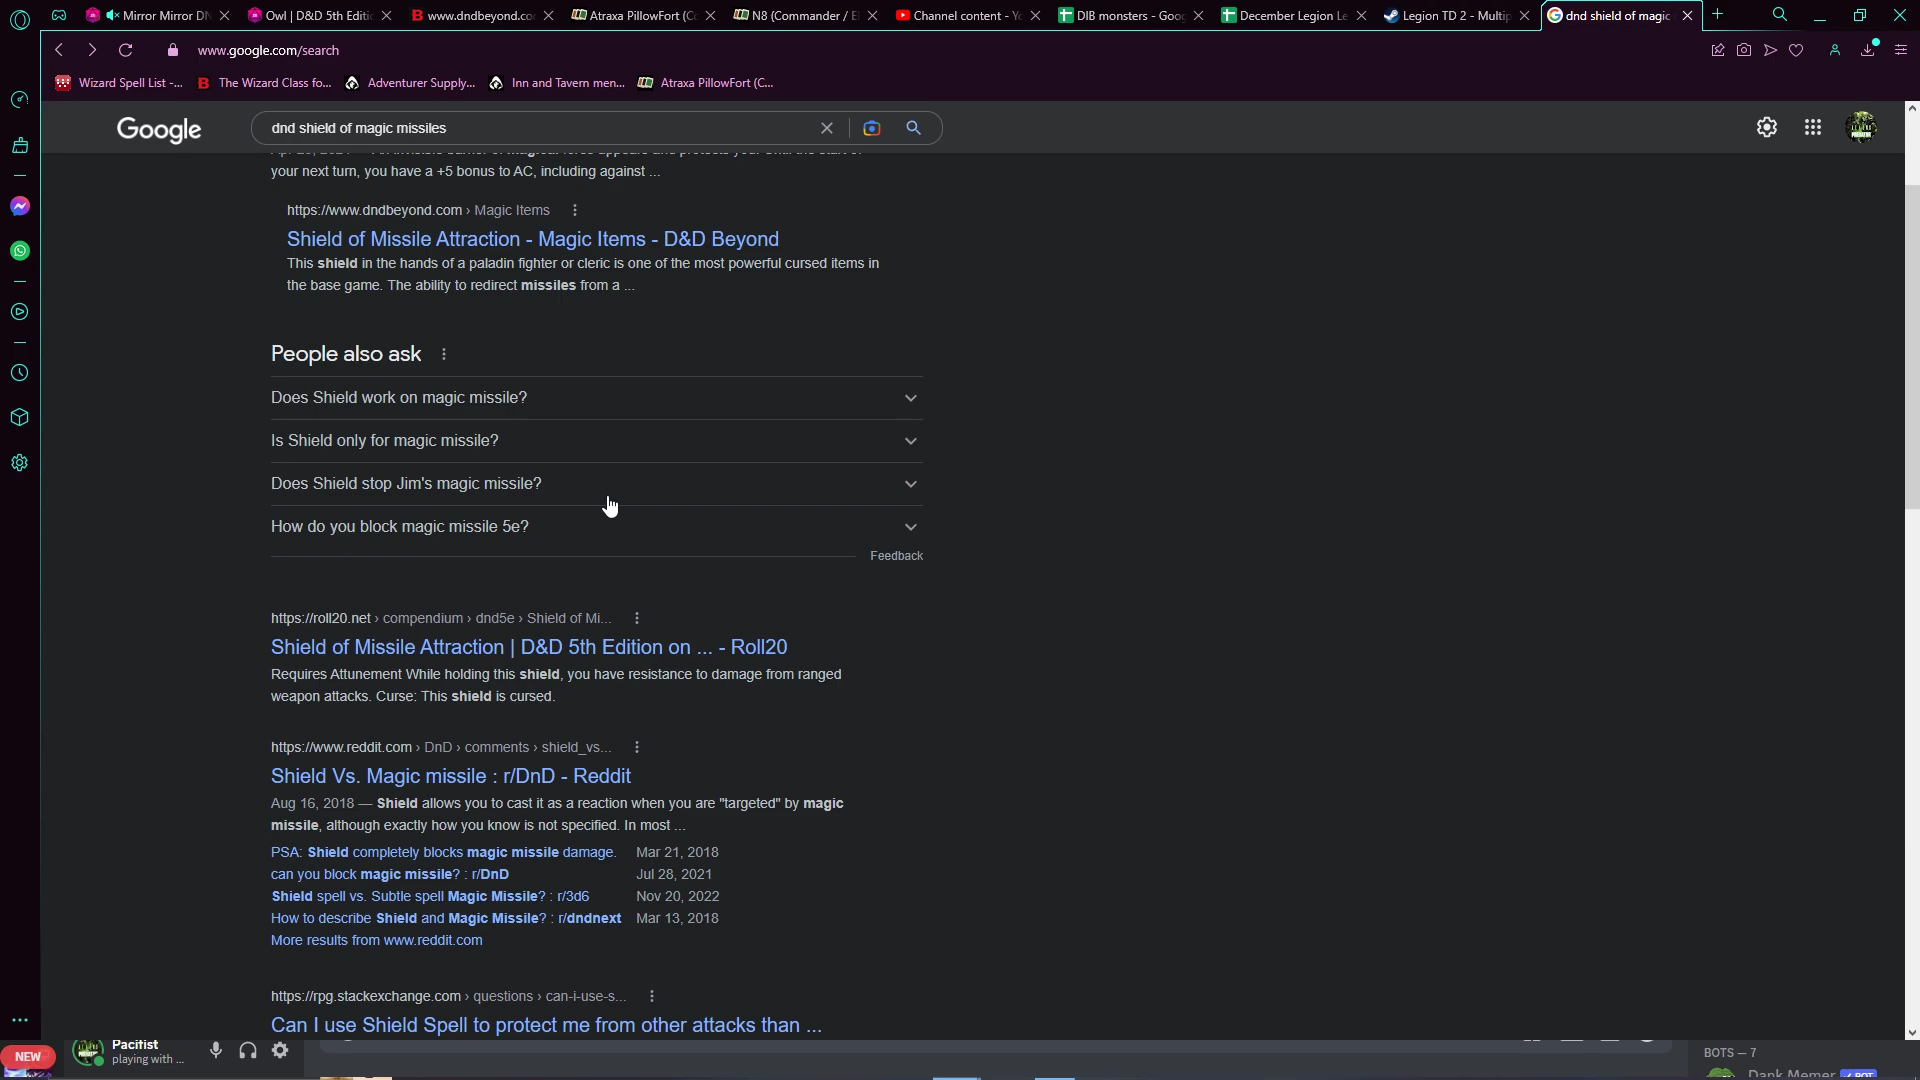 Mirror Mirror DN
Owl | D&D 5th Editi
www.dndbeyond.co
Atraxa PillowFort (C
N8 (Commander / E
Channel content - Y
DIB monsters - Goog
December Legion Le
Legion TD 2 - Multip
dnd shield of magic
www.google.com/search
Wizard Spell List -...
The Wizard Class fo...
Adventurer Supply...
Inn and Tavern men...
Atraxa PillowFort (C...
Google
dnd shield of magic missiles
your next turn, you have a +5 bonus to AC, including against ...
https://www.dndbeyond.com › Magic Items
Shield of Missile Attraction - Magic Items - D&D Beyond
This shield in the hands of a paladin fighter or cleric is one of the most powerful cursed items in
the base game. The ability to redirect missiles from a ...
People also ask
Does Shield work on magic missile?
Is Shield only for magic missile?
Does Shield stop Jim's magic missile?
How do you block magic missile 5e?
Feedback
https://roll20.net › compendium › dnd5e › Shield of Mi...
Shield of Missile Attraction | D&D 5th Edition on ... - Roll20
Requires Attunement While holding this shield, you have resistance to damage from ranged
weapon attacks. Curse: This shield is cursed.
https://www.reddit.com › DnD › comments › shield_vs...
Shield Vs. Magic missile : r/DnD - Reddit
Aug 16, 2018 — Shield allows you to cast it as a reaction when you are "targeted" by magic
missile, although exactly how you know is not specified. In most ...
PSA: Shield completely blocks magic missile damage. Mar 21, 2018
can you block magic missile? : r/DnD Jul 28, 2021
Shield spell vs. Subtle spell Magic Missile? : r/3d6 Nov 20, 2022
How to describe Shield and Magic Missile? : r/dndnext Mar 13, 2018
More results from www.reddit.com
https://rpg.stackexchange.com › questions › can-i-use-s...
Can I use Shield Spell to protect me from other attacks than ...
NEW
Pacifist
playing with ...
BOTS — 7
Dank Memer
BOT